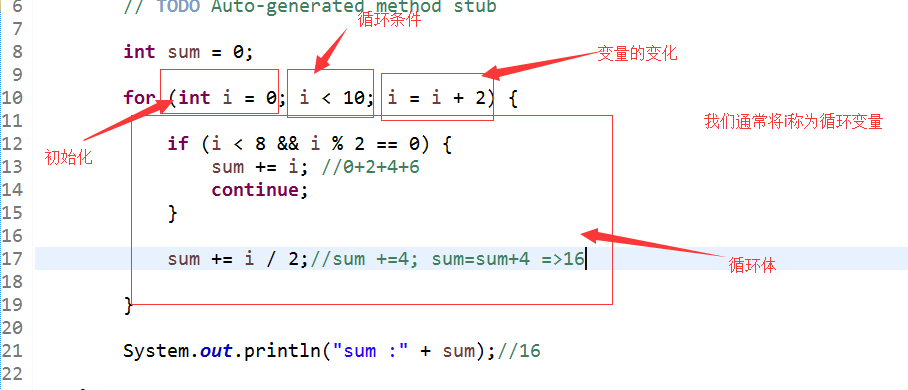 6 // TODO Auto-generated method stub
循环条件
7
8 int sum = 0;
变量的变化
9
10 for (int i = 0; i < 10; i = i + 2) {
11
我们通常将i称为循环变量
12 if (i < 8 && i % 2 == 0) {
初始化
13 sum += i; //0+2+4+6
14 continue;
15 }
16
17 sum += i / 2;//sum +=4; sum=sum+4 =>16
循环体
18
19 }
20
21 System.out.println("sum :" + sum);//16
22